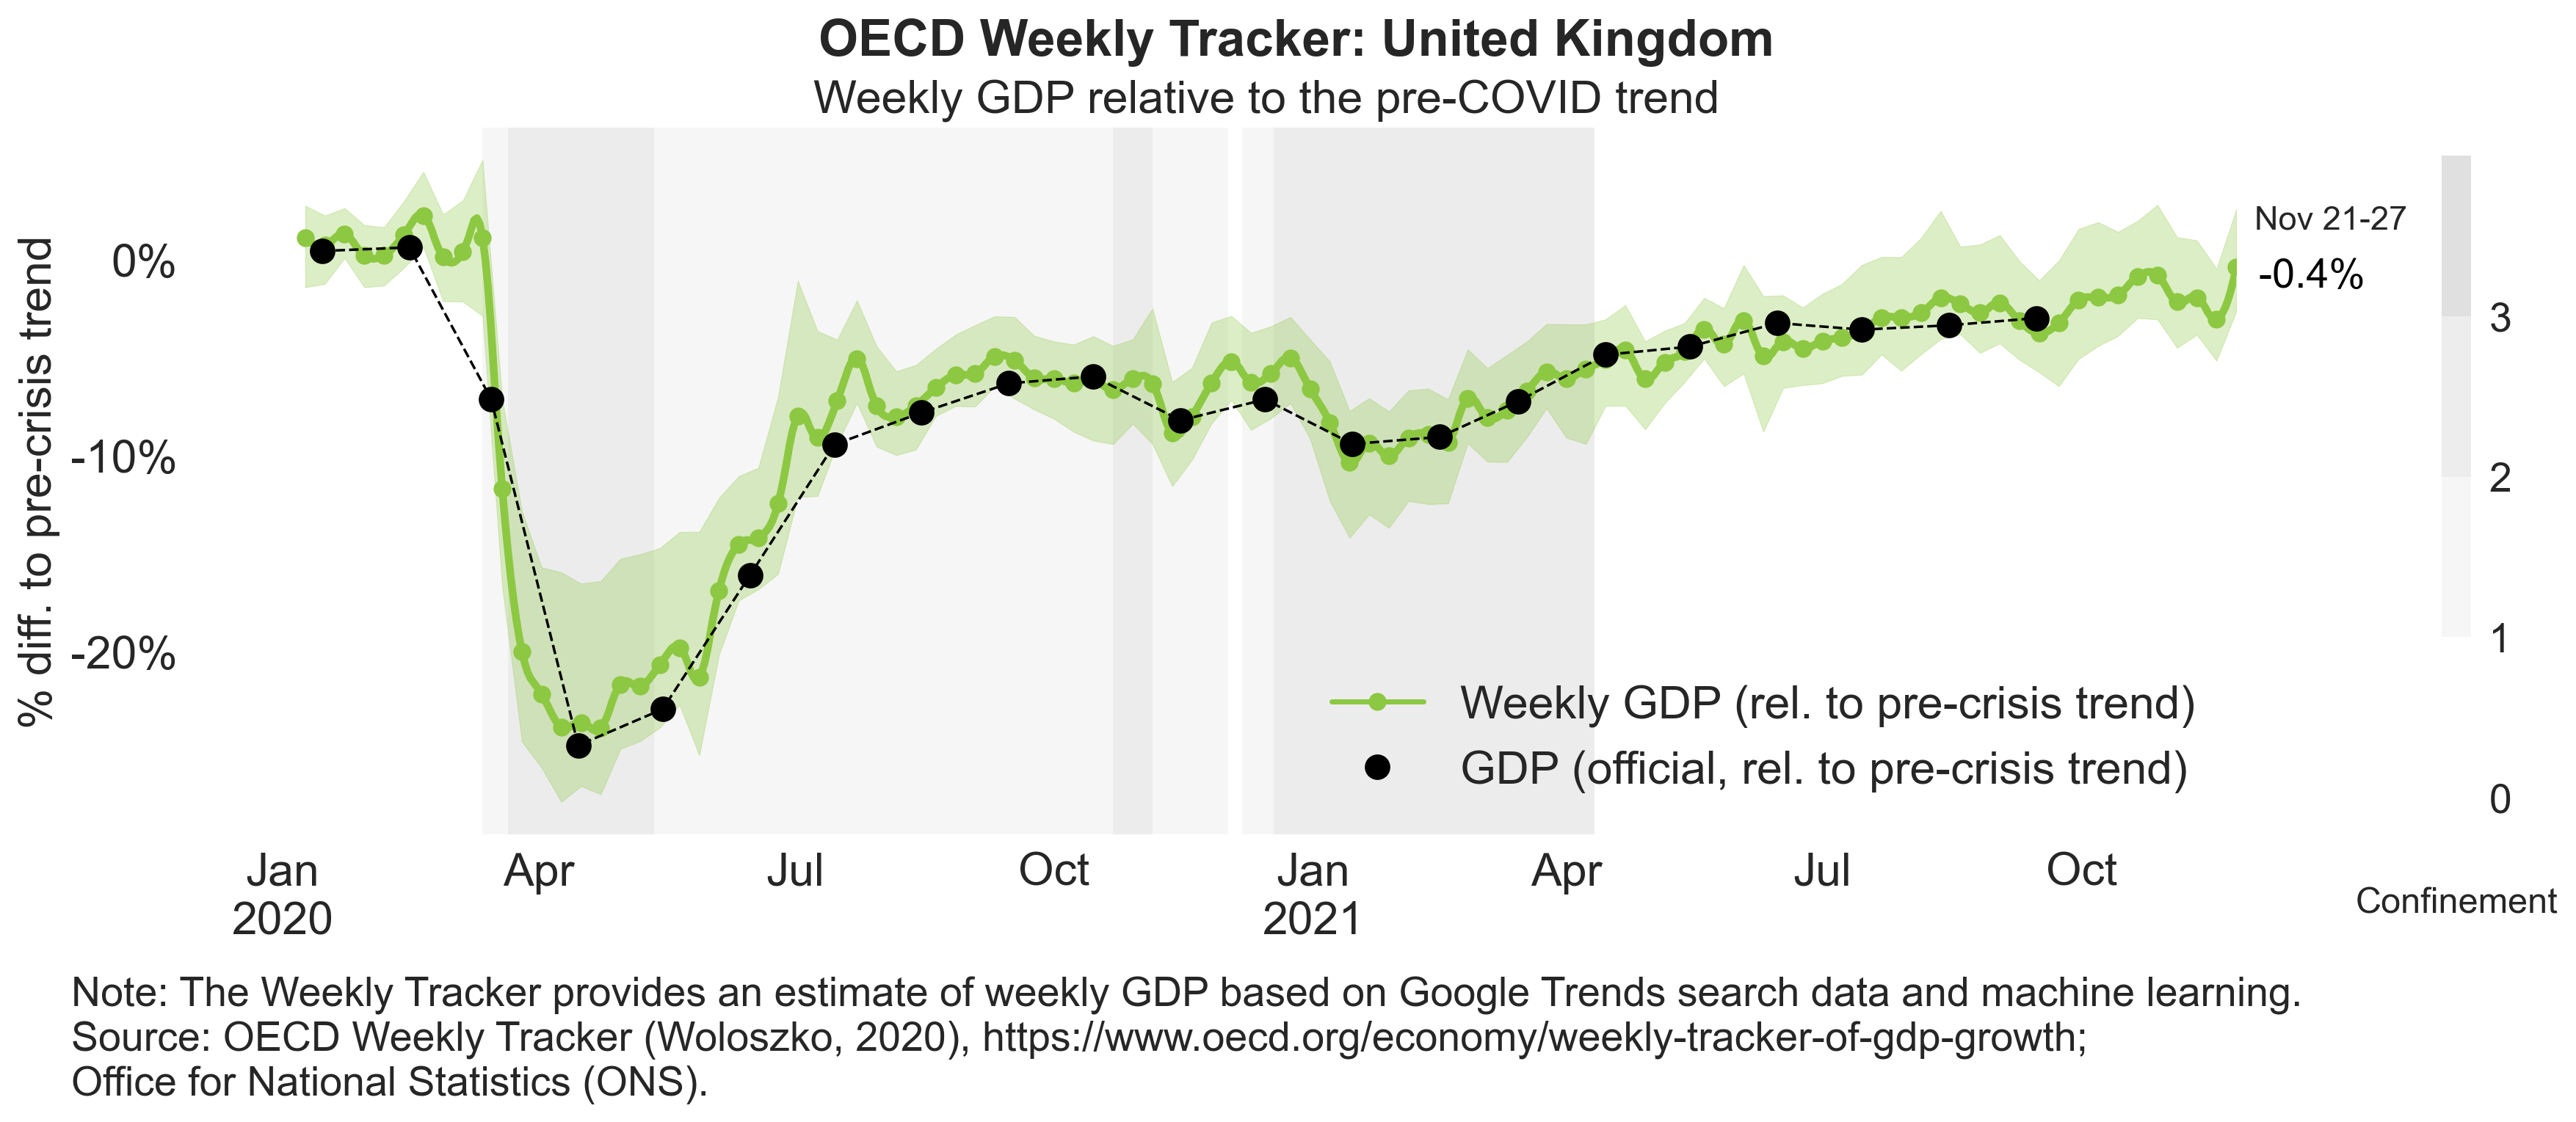 OECD Weekly Tracker: United Kingdom
Weekly GDP relative to the pre-COVID trend
% diff. to pre-crisis trend
0%
-10%
-20%
Nov 21-27
-0.4%
3
2
1
0
Confinement
Weekly GDP (rel. to pre-crisis trend)
GDP (official, rel. to pre-crisis trend)
Jan Apr Jul Oct Jan Apr Jul Oct
2020 2021
Note: The Weekly Tracker provides an estimate of weekly GDP based on Google Trends search data and machine learning.
Source: OECD Weekly Tracker (Woloszko, 2020), https://www.oecd.org/economy/weekly-tracker-of-gdp-growth;
Office for National Statistics (ONS).